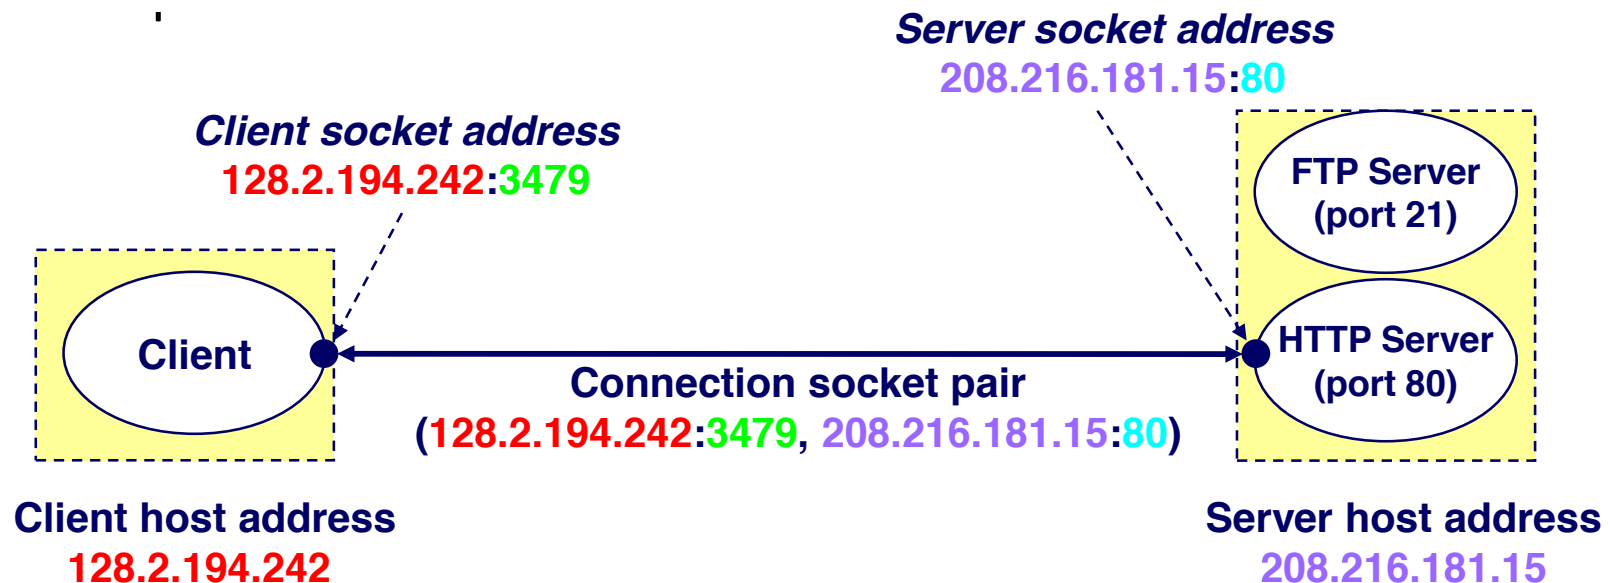 Server socket address
208.216.181.15:80
Client socket address
128.2.194.242:3479
FTP Server
(port 21)
Client
HTTP Server
(port 80)
Connection socket pair
(128.2.194.242:3479, 208.216.181.15:80)
Client host address
128.2.194.242
Server host address
208.216.181.15